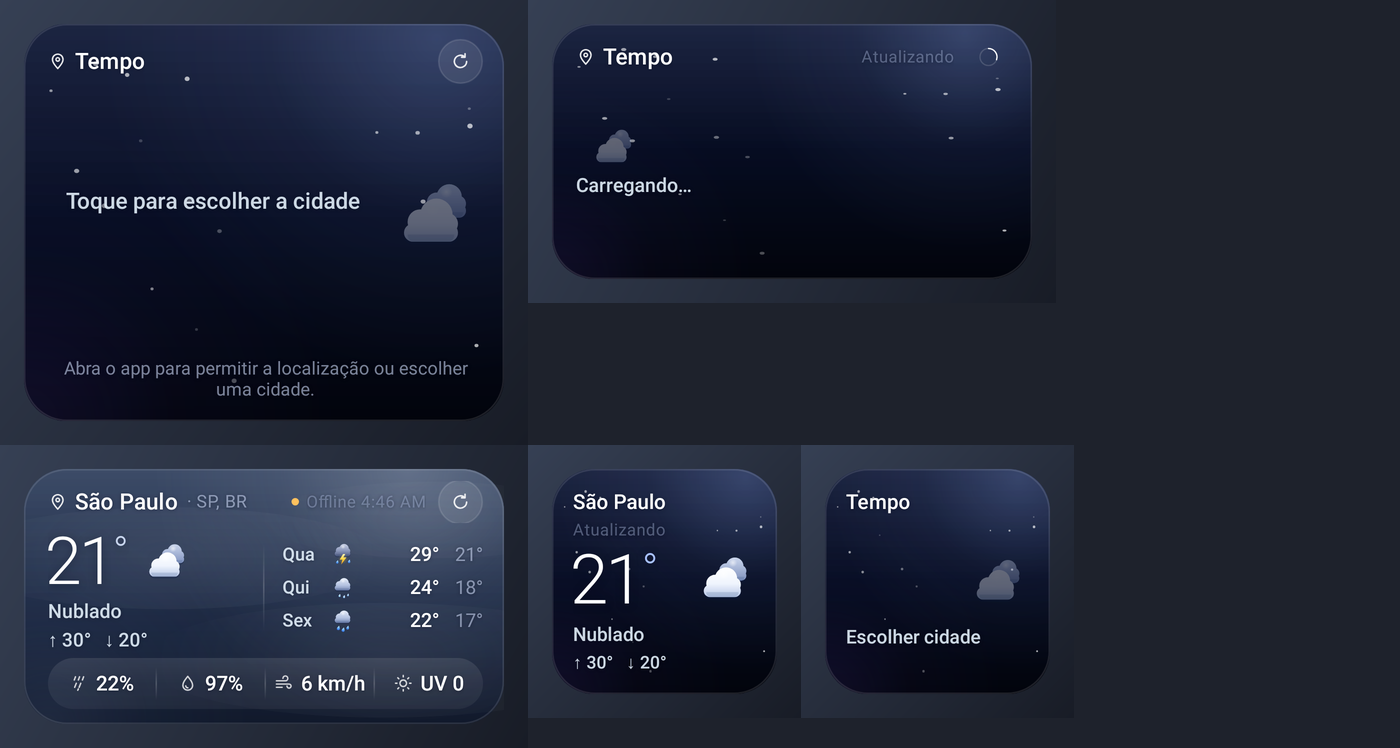 Tempo
Toque para escolher a cidade
Abra o app para permitir a localização ou escolher
uma cidade.
Tempo
Atualizando
Carregando...
São Paulo · SP, BR
Offline 4:46 AM
21°
Nublado
↑ 30° ↓ 20°
Qua 29° 21°
Qui 24° 18°
Sex 22° 17°
22% 97% 6 km/h UV 0
São Paulo
Atualizando
21°
Nublado
↑ 30° ↓ 20°
Tempo
Escolher cidade